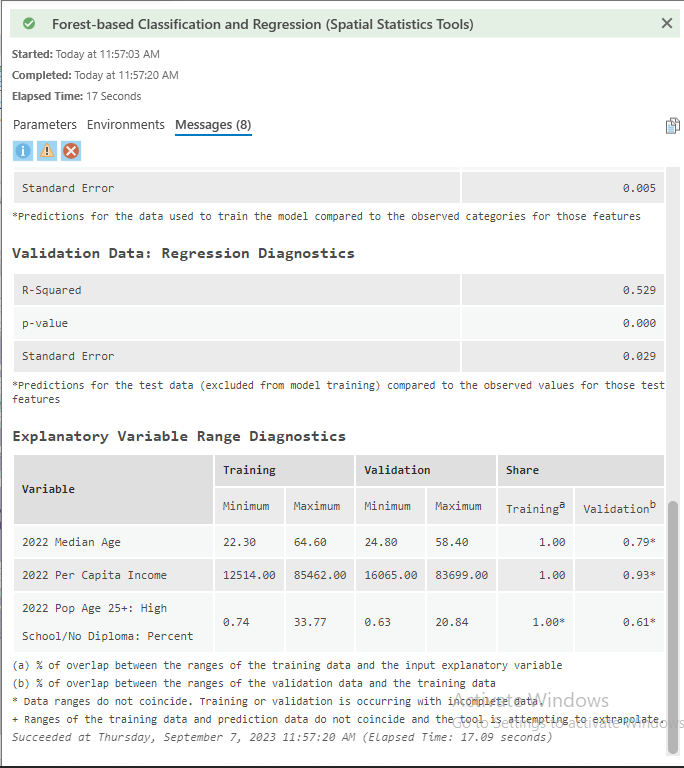 Forest-based Classification and Regression (Spatial Statistics Tools)
Started: Today at 11:57:03 AM
Completed: Today at 11:57:20 AM
Elapsed Time: 17 Seconds
Parameters Environments Messages (8)
Standard Error 0.005
*Predictions for the data used to train the model compared to the observed categories for those features
Validation Data: Regression Diagnostics
R-Squared 0.529
p-value 0.000
Standard Error 0.029
*Predictions for the test data (excluded from model training) compared to the observed values for those test
features
Explanatory Variable Range Diagnostics
Variable Training Validation Share
Minimum Maximum Minimum Maximum Trainingª Validationᵇ
2022 Median Age 22.30 64.60 24.80 58.40 1.00 0.79*
2022 Per Capita Income 12514.00 85462.00 16065.00 83699.00 1.00 0.93*
2022 Pop Age 25+: High
School/No Diploma: Percent 0.74 33.77 0.63 20.84 1.00* 0.61*
(a) % of overlap between the ranges of the training data and the input explanatory variable
(b) % of overlap between the ranges of the validation data and the training data
* Data ranges do not coincide. Training or validation is occurring with incomplete data.
+ Ranges of the training data and prediction data do not coincide and the tool is attempting to extrapolate.
Succeeded at Thursday, September 7, 2023 11:57:20 AM (Elapsed Time: 17.09 seconds)
Activate Windows
Go to Settings to activate Windows